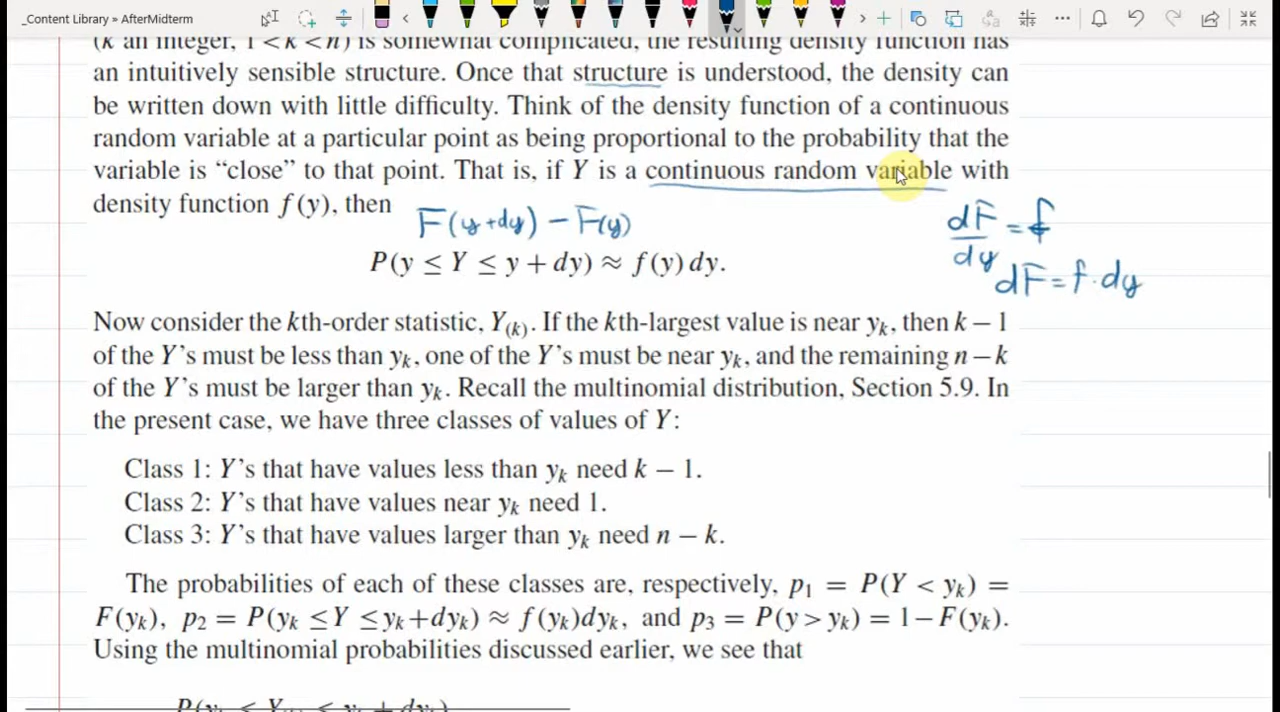 _Content Library » AfterMidterm
(k an integer, 1 < k < n) is somewhat complicated, the resulting density function has
an intuitively sensible structure. Once that structure is understood, the density can
be written down with little difficulty. Think of the density function of a continuous
random variable at a particular point as being proportional to the probability that the
variable is “close” to that point. That is, if Y is a continuous random variable with
density function f(y), then
F(y+dy) − F(y)
dF/dy = f
P(y ≤ Y ≤ y + dy) ≈ f(y) dy.
dF = f·dy
Now consider the kth-order statistic, Y(k). If the kth-largest value is near yk, then k − 1
of the Y’s must be less than yk, one of the Y’s must be near yk, and the remaining n − k
of the Y’s must be larger than yk. Recall the multinomial distribution, Section 5.9. In
the present case, we have three classes of values of Y:
Class 1: Y’s that have values less than yk need k − 1.
Class 2: Y’s that have values near yk need 1.
Class 3: Y’s that have values larger than yk need n − k.
The probabilities of each of these classes are, respectively, p1 = P(Y < yk) =
F(yk), p2 = P(yk ≤ Y ≤ yk + dyk) ≈ f(yk)dyk, and p3 = P(y > yk) = 1 − F(yk).
Using the multinomial probabilities discussed earlier, we see that